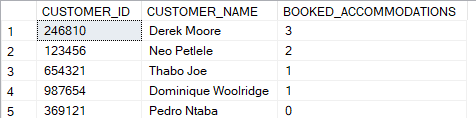 CUSTOMER_ID CUSTOMER_NAME BOOKED_ACCOMMODATIONS
1 246810 Derek Moore 3
2 123456 Neo Petlele 2
3 654321 Thabo Joe 1
4 987654 Dominique Woolridge 1
5 369121 Pedro Ntaba 0